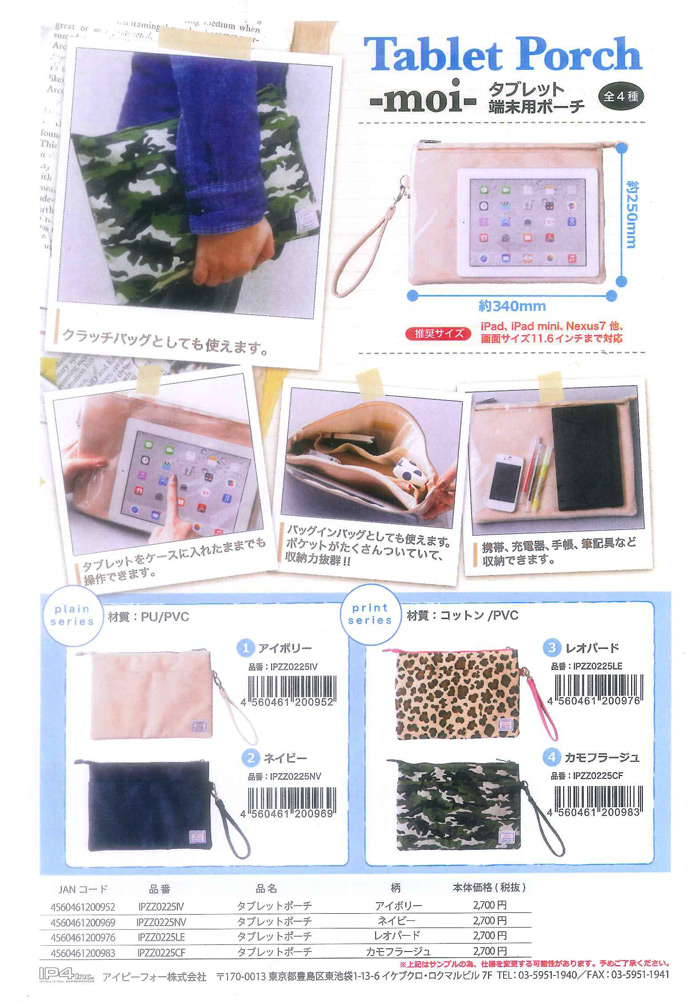 Tablet Porch
-moi-
タブレット
端末用ポーチ
全4種
約250mm
約340mm
推奨サイズ
iPad、iPad mini、Nexus7 他、
画面サイズ11.6インチまで対応
クラッチバッグとしても使えます。
タブレットをケースに入れたままでも
操作できます。
バッグインバッグとしても使えます。
ポケットがたくさんついていて、
収納力抜群!!
携帯、充電器、手帳、筆記具など
収納できます。
plain
series
材質：PU/PVC
1 アイボリー
品番：IPZZ0225IV
4 560461 200952
2 ネイビー
品番：IPZZ0225NV
4 560461 200969
print
series
材質：コットン/PVC
3 レオパード
品番：IPZZ0225LE
4 560461 200976
4 カモフラージュ
品番：IPZZ0225CF
4 560461 200983
JANコード 品番 品名 柄 本体価格(税抜)
4560461200952 IPZZ0225IV タブレットポーチ アイボリー 2,700円
4560461200969 IPZZ0225NV タブレットポーチ ネイビー 2,700円
4560461200976 IPZZ0225LE タブレットポーチ レオパード 2,700円
4560461200983 IPZZ0225CF タブレットポーチ カモフラージュ 2,700円
※上記はサンプルの為、仕様を変更する可能性があります。予めご了承ください。
IP4 Inc. アイピーフォー株式会社 〒170-0013 東京都豊島区東池袋1-13-6 イケブクロ・ロクマルビル 7F TEL：03-5951-1940／FAX：03-5951-1941